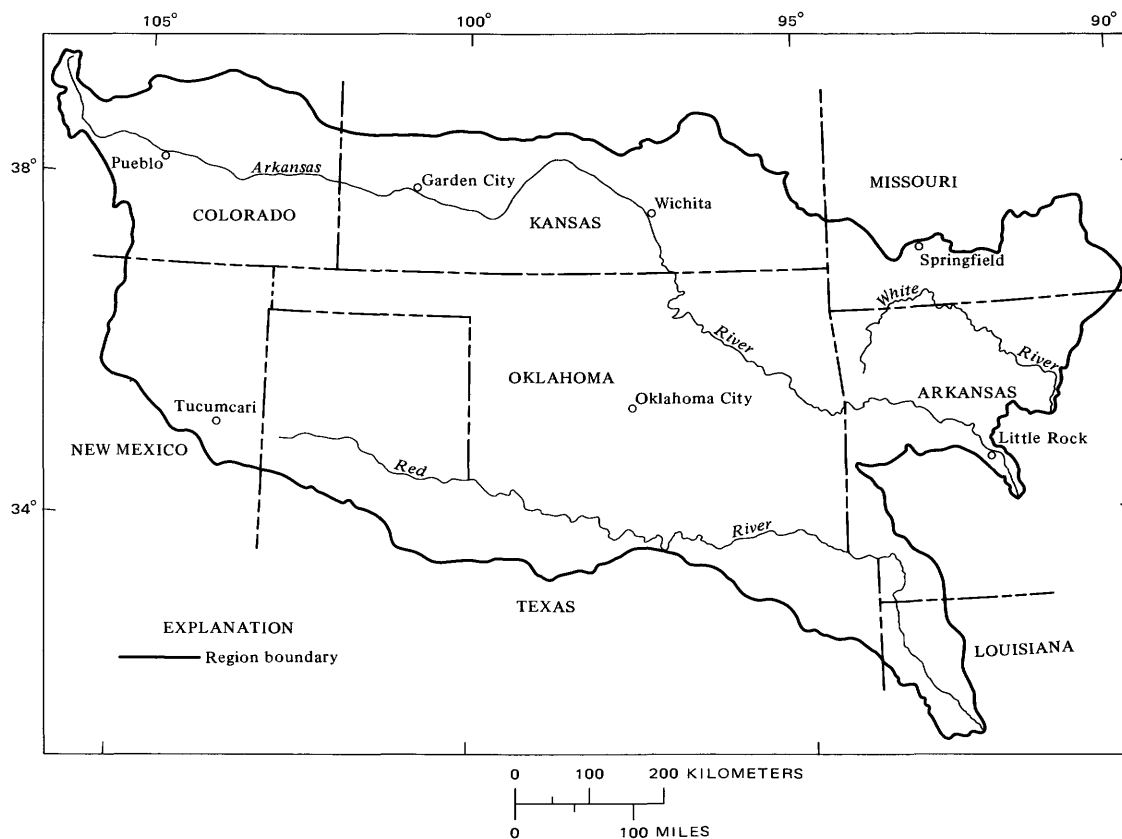 105° 100° 95° 90°
38°
34°
Pueblo
Arkansas
Garden City
COLORADO
KANSAS
Wichita
MISSOURI
Springfield
White
River
River
OKLAHOMA
Oklahoma City
ARKANSAS
Little Rock
Tucumcari
NEW MEXICO
Red
River
TEXAS
LOUISIANA
EXPLANATION
Region boundary
0 100 200 KILOMETERS
0 100 MILES